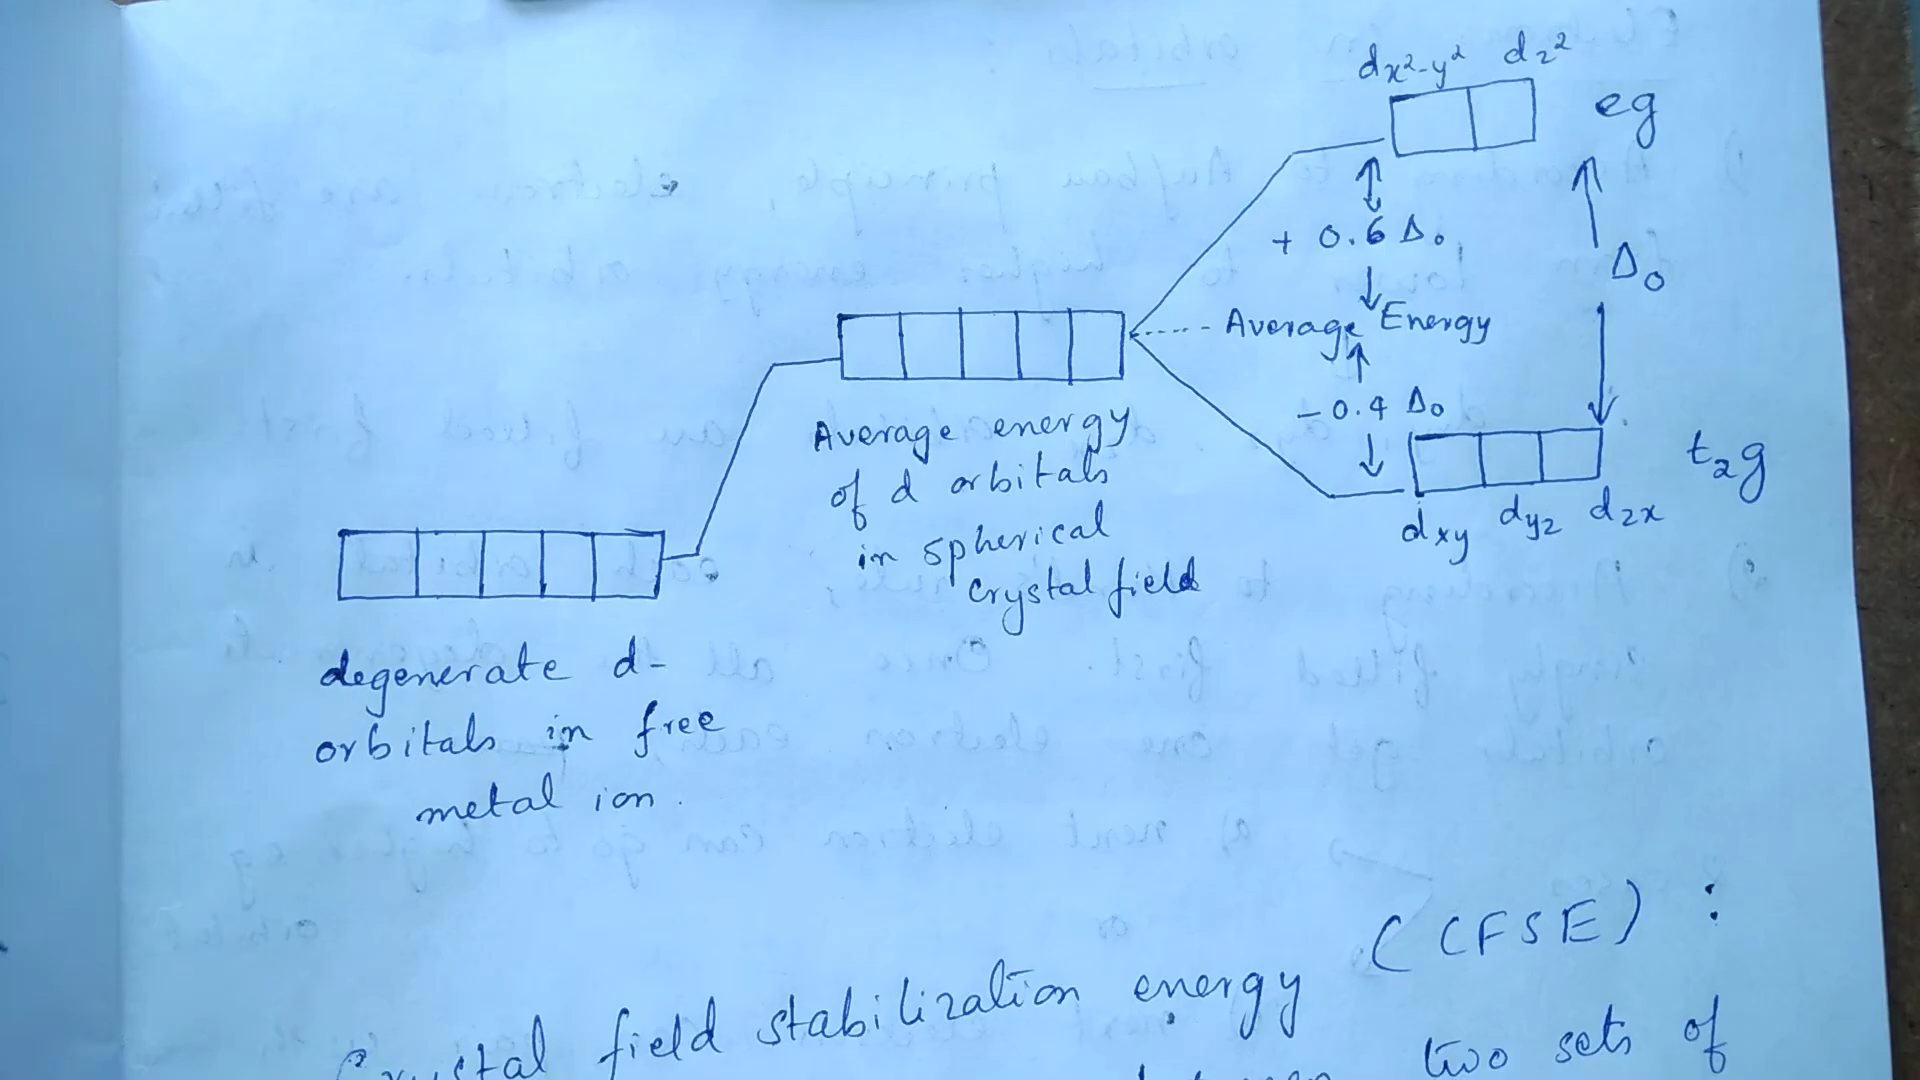 dx²-y² dz²
eg
+ 0.6 Δo
Δo
Average Energy
- 0.4 Δo
t₂g
dxy dyz dzx
Average energy
of d orbitals
in spherical
crystal field
degenerate d-
orbitals in free
metal ion.
(CFSE) :
Crystal field stabilization energy
two sets of